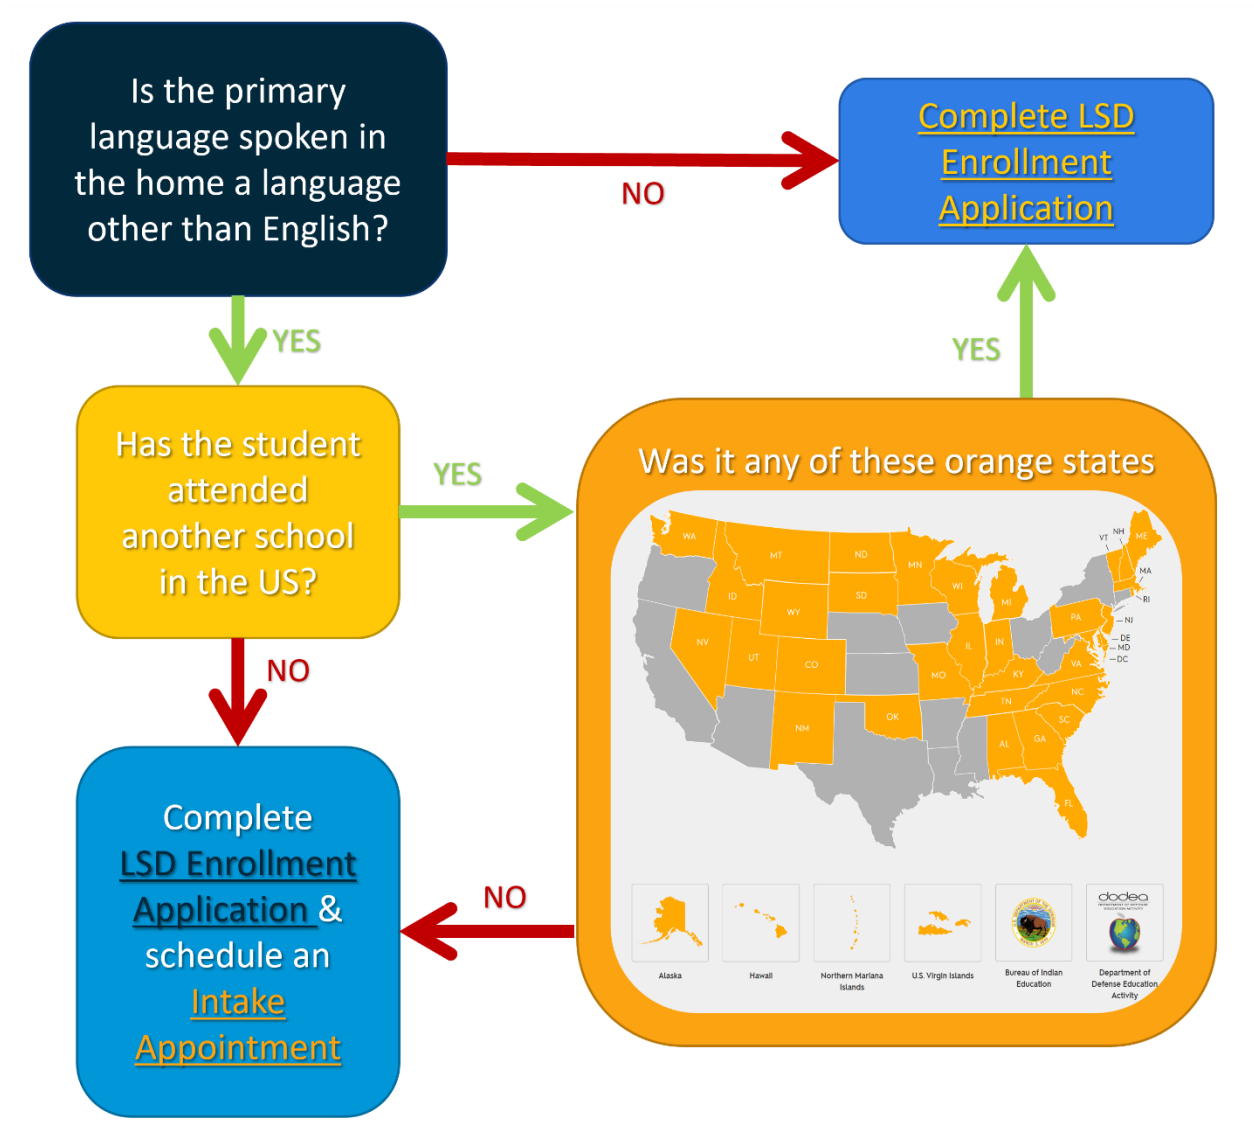 Is the primary
language spoken in
the home a language
other than English?
NO
Complete LSD
Enrollment
Application
YES
YES
Has the student
attended
another school
in the US?
YES
Was it any of these orange states
WA
MT
ND
MN
ID
WY
SD
WI
MI
VT
NH
ME
MA
RI
NJ
PA
DE
MD
DC
NV
UT
CO
IL
IN
MO
KY
VA
NC
TN
SC
NM
OK
AL
GA
FL
NO
Complete
LSD Enrollment
Application &
schedule an
Intake
Appointment
NO
Alaska
Hawaii
Northern Mariana
Islands
U.S. Virgin Islands
Bureau of Indian
Education
dodea
DEPARTMENT OF DEFENSE
EDUCATION ACTIVITY
Department of
Defense Education
Activity